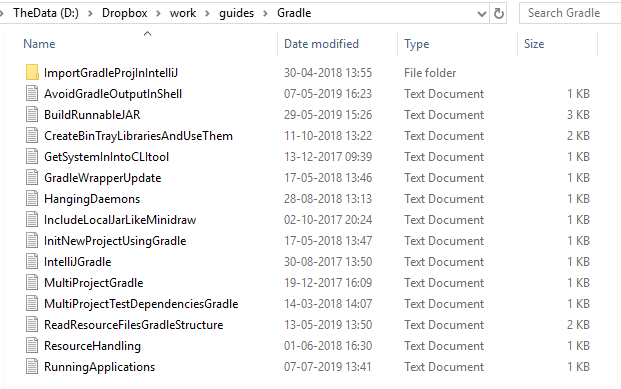 TheData (D:) > Dropbox > work > guides > Gradle Search Gradle
Name Date modified Type Size
ImportGradleProjInIntelliJ 30-04-2018 13:55 File folder
AvoidGradleOutputInShell 07-05-2019 16:23 Text Document 1 KB
BuildRunnableJAR 29-05-2019 15:26 Text Document 3 KB
CreateBinTrayLibrariesAndUseThem 11-10-2018 13:22 Text Document 2 KB
GetSystemInIntoCLItool 13-12-2017 09:39 Text Document 1 KB
GradleWrapperUpdate 17-05-2018 13:46 Text Document 1 KB
HangingDaemons 28-08-2018 13:13 Text Document 1 KB
IncludeLocalJarLikeMinidraw 02-10-2017 20:24 Text Document 1 KB
InitNewProjectUsingGradle 17-05-2018 13:47 Text Document 1 KB
IntelliJGradle 30-08-2017 13:50 Text Document 1 KB
MultiProjectGradle 19-12-2017 16:09 Text Document 1 KB
MultiProjectTestDependenciesGradle 14-03-2018 14:07 Text Document 1 KB
ReadResourceFilesGradleStructure 13-05-2019 13:50 Text Document 2 KB
ResourceHandling 01-06-2018 16:30 Text Document 1 KB
RunningApplications 07-07-2019 13:41 Text Document 1 KB